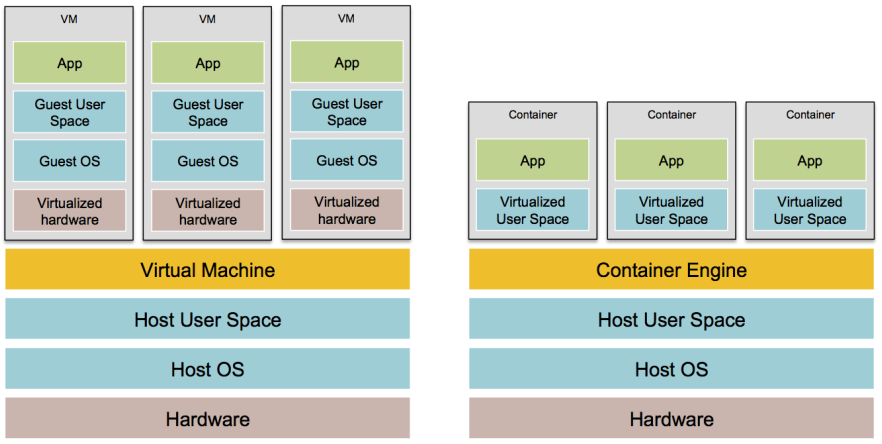 VM
App
Guest User
Space
Guest OS
Virtualized
hardware
VM
App
Guest User
Space
Guest OS
Virtualized
hardware
VM
App
Guest User
Space
Guest OS
Virtualized
hardware
Virtual Machine
Host User Space
Host OS
Hardware
Container
App
Virtualized
User Space
Container
App
Virtualized
User Space
Container
App
Virtualized
User Space
Container Engine
Host User Space
Host OS
Hardware